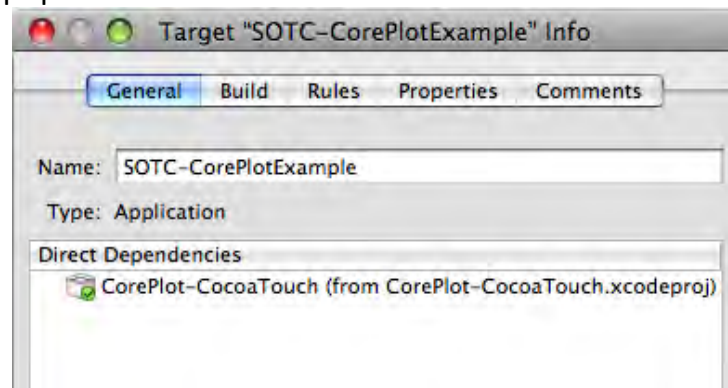 Target "SOTC-CorePlotExample" Info
General Build Rules Properties Comments
Name: SOTC-CorePlotExample
Type: Application
Direct Dependencies
CorePlot-CocoaTouch (from CorePlot-CocoaTouch.xcodeproj)